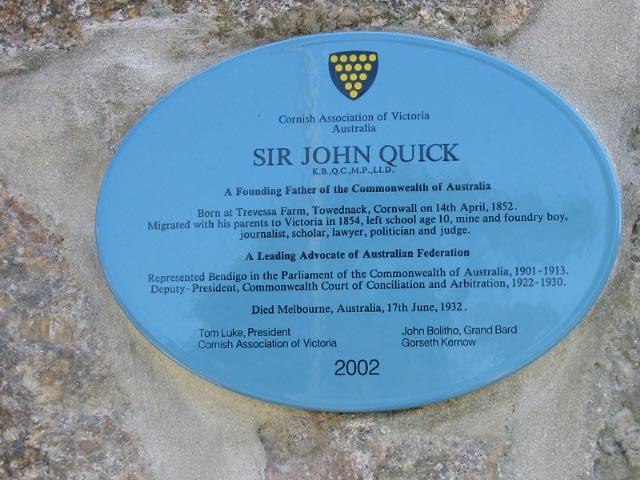 Cornish Association of Victoria
Australia
SIR JOHN QUICK
K.B.,Q.C.,M.P.,LL.D.
A Founding Father of the Commonwealth of Australia
Born at Trevessa Farm, Towednack, Cornwall on 14th April, 1852.
Migrated with his parents to Victoria in 1854, left school age 10, mine and foundry boy,
journalist, scholar, lawyer, politician and judge.
A Leading Advocate of Australian Federation
Represented Bendigo in the Parliament of the Commonwealth of Australia, 1901-1913.
Deputy-President, Commonwealth Court of Conciliation and Arbitration, 1922-1930.
Died Melbourne, Australia, 17th June, 1932.
Tom Luke, President
Cornish Association of Victoria
John Bolitho, Grand Bard
Gorseth Kernow
2002